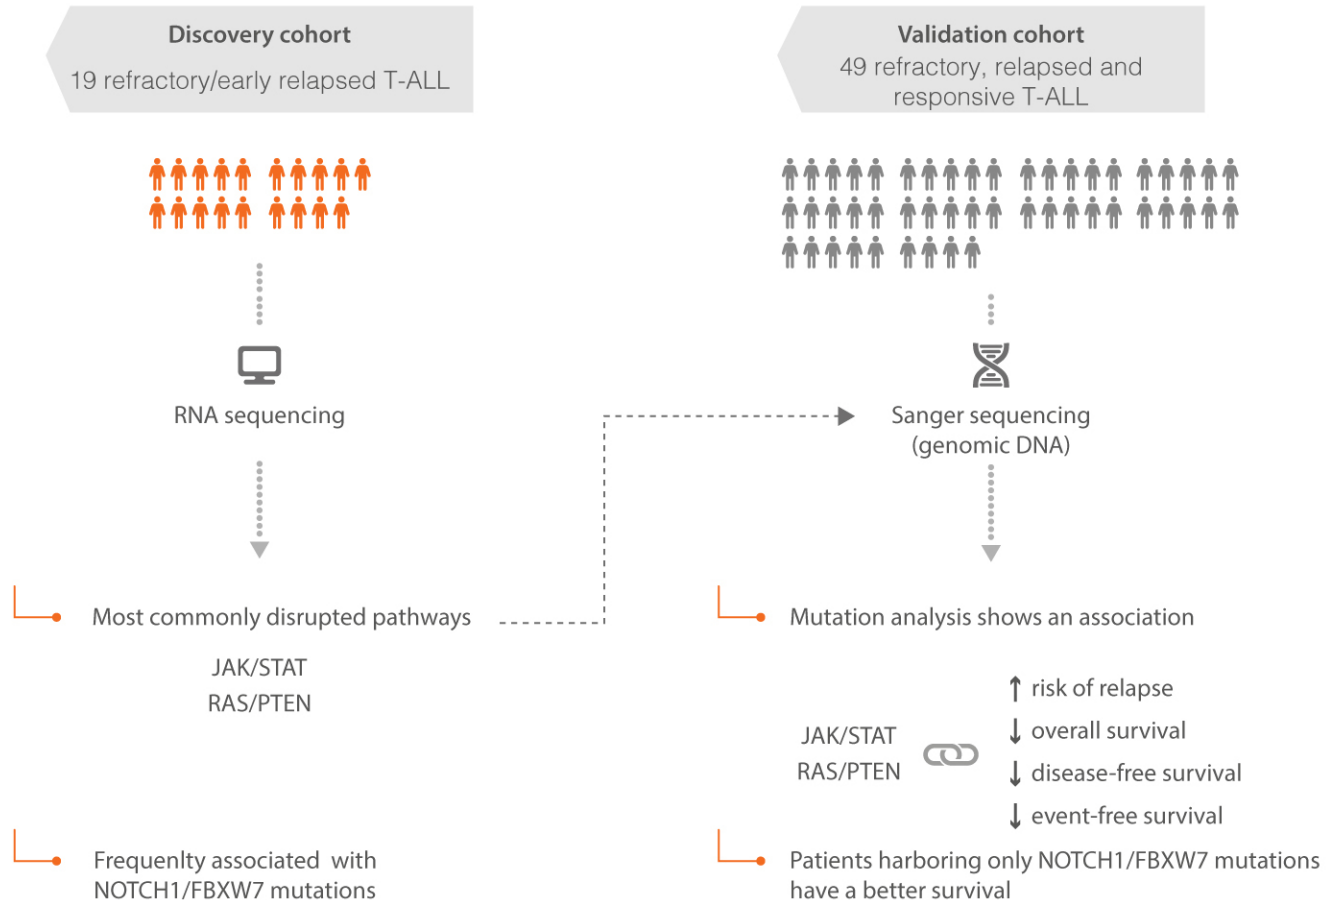 Discovery cohort
19 refractory/early relapsed T-ALL
Validation cohort
49 refractory, relapsed and
responsive T-ALL
RNA sequencing
Sanger sequencing
(genomic DNA)
Most commonly disrupted pathways
JAK/STAT
RAS/PTEN
Mutation analysis shows an association
JAK/STAT
RAS/PTEN
↑ risk of relapse
↓ overall survival
↓ disease-free survival
↓ event-free survival
Frequenlty associated with
NOTCH1/FBXW7 mutations
Patients harboring only NOTCH1/FBXW7 mutations
have a better survival